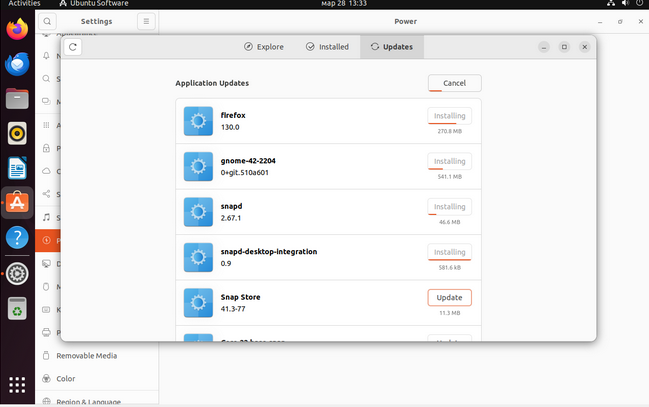 Activities
Ubuntu Software
мар 28 13:33
Settings
Power
Explore
Installed
Updates
Application Updates
Cancel
firefox
130.0
Installing
270.8 MB
gnome-42-2204
0+git.510a601
Installing
541.1 MB
snapd
2.67.1
Installing
46.6 MB
snapd-desktop-integration
0.9
Installing
581.6 kB
Snap Store
41.3-77
Update
11.3 MB
Removable Media
Color
Region & Language